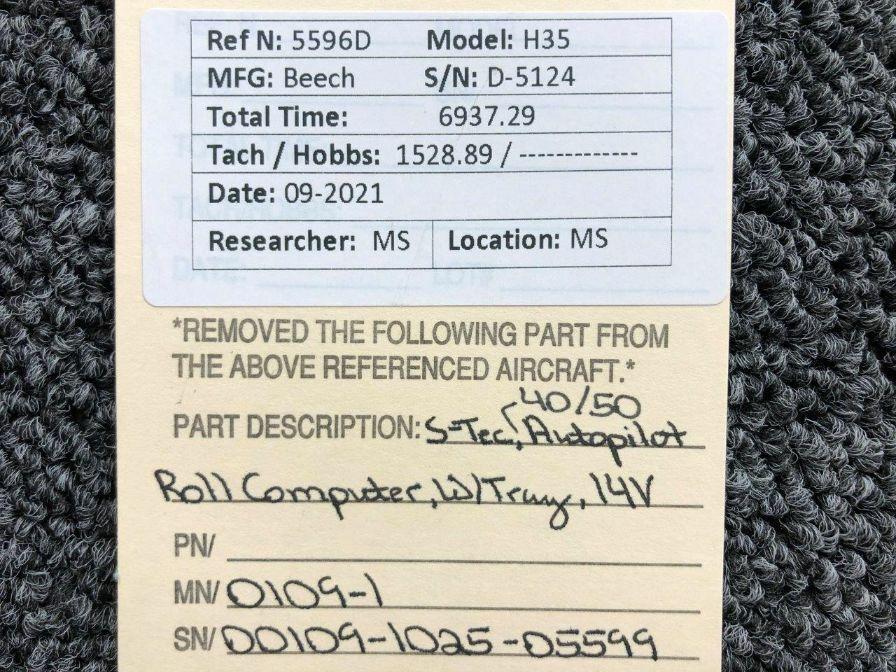 Ref N: 5596D Model: H35
MFG: Beech S/N: D-5124
Total Time: 6937.29
Tach / Hobbs: 1528.89 / -------------
Date: 09-2021
Researcher: MS Location: MS
DATE: LOT#
*REMOVED THE FOLLOWING PART FROM
THE ABOVE REFERENCED AIRCRAFT.*
40/50
PART DESCRIPTION: S-Tec, Autopilot
Roll Computer, W/Tray, 14V
PN/
MN/ 0109-1
SN/ 00109-1025-05599